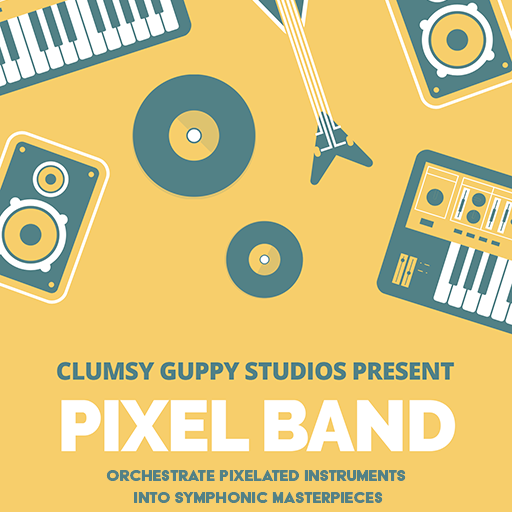 CLUMSY GUPPY STUDIOS PRESENT
PIXEL BAND
ORCHESTRATE PIXELATED INSTRUMENTS
INTO SYMPHONIC MASTERPIECES